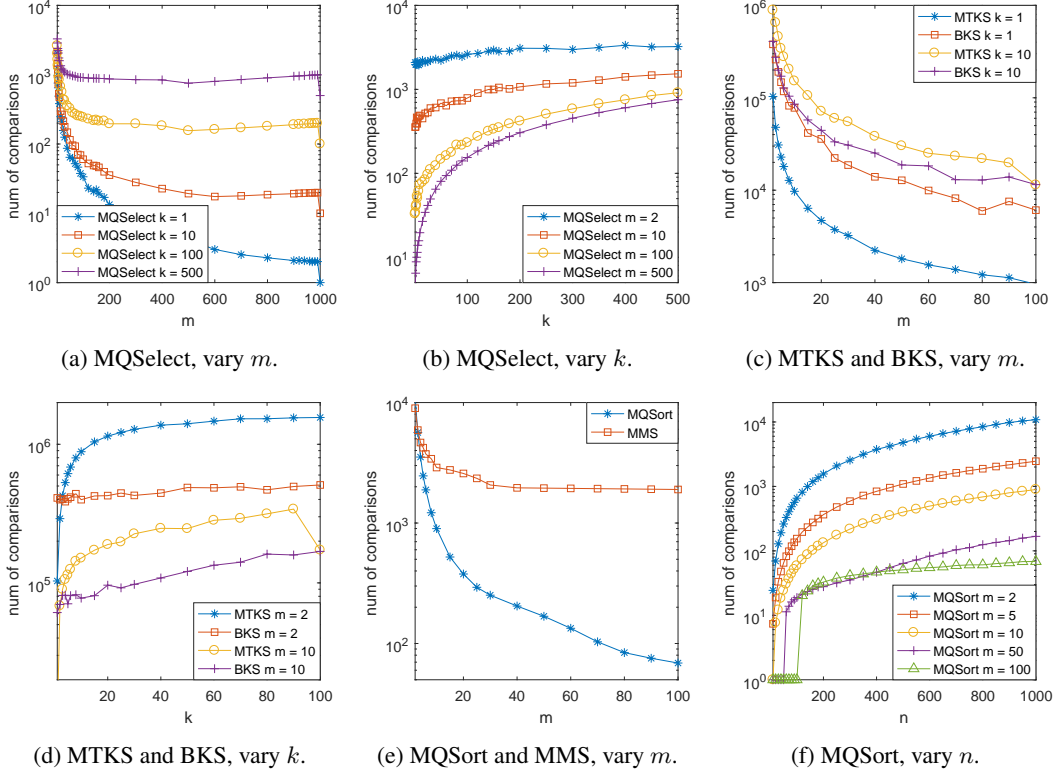 10^4
10^3
10^2
10^1
10^0
num of comparisons
MQSelect k = 1
MQSelect k = 10
MQSelect k = 100
MQSelect k = 500
200 400 600 800 1000
m
(a) MQSelect, vary m.
10^4
10^3
10^2
10^1
num of comparisons
MQSelect m = 2
MQSelect m = 10
MQSelect m = 100
MQSelect m = 500
100 200 300 400 500
k
(b) MQSelect, vary k.
10^6
10^5
10^4
10^3
num of comparisons
MTKS k = 1
BKS k = 1
MTKS k = 10
BKS k = 10
20 40 60 80 100
m
(c) MTKS and BKS, vary m.
10^6
10^5
num of comparisons
MTKS m = 2
BKS m = 2
MTKS m = 10
BKS m = 10
20 40 60 80 100
k
(d) MTKS and BKS, vary k.
10^4
10^3
10^2
num of comparisons
MQSort
MMS
20 40 60 80 100
m
(e) MQSort and MMS, vary m.
10^4
10^3
10^2
10^1
10^0
num of comparisons
MQSort m = 2
MQSort m = 5
MQSort m = 10
MQSort m = 50
MQSort m = 100
200 400 600 800 1000
n
(f) MQSort, vary n.